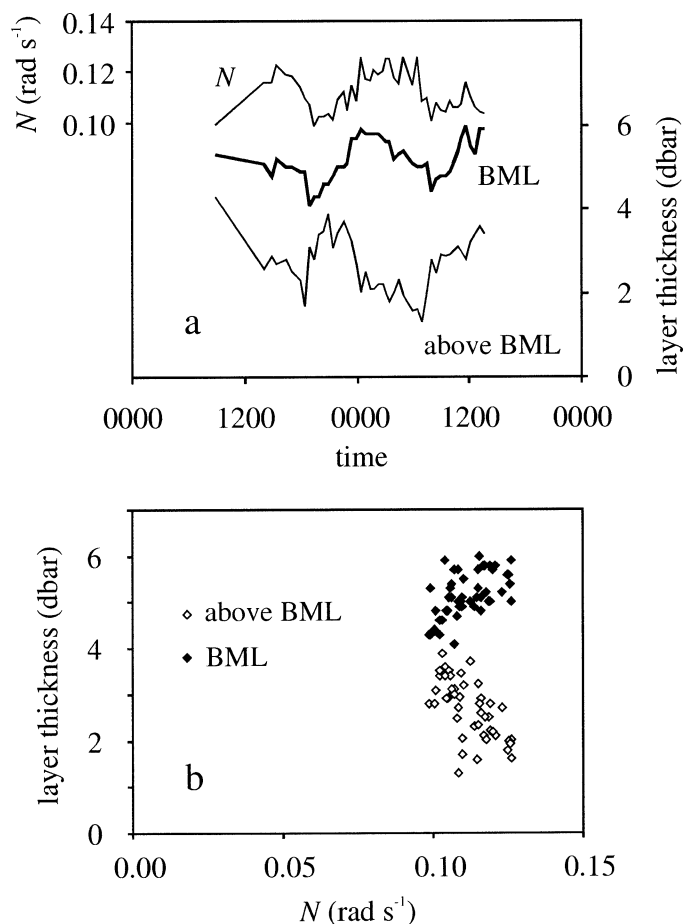 0.14
0.12
0.10
N (rad s-1)
N
6
4
2
0
layer thickness (dbar)
BML
a
above BML
0000 1200 0000 1200 0000
time
6
4
2
0
layer thickness (dbar)
above BML
BML
b
0.00 0.05 0.10 0.15
N (rad s-1)